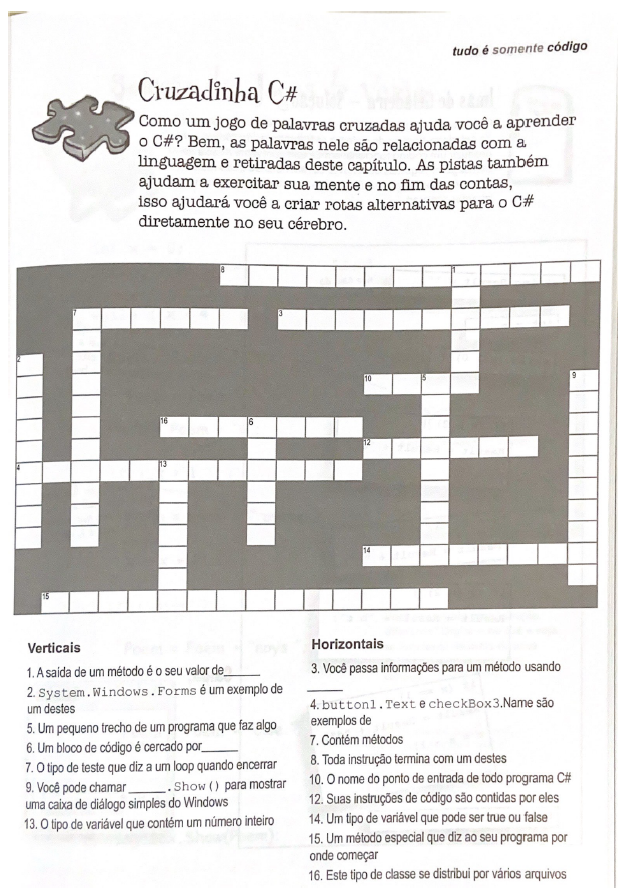 tudo é somente código
Cruzadinha C#
Como um jogo de palavras cruzadas ajuda você a aprender
o C#? Bem, as palavras nele são relacionadas com a
linguagem e retiradas deste capítulo. As pistas também
ajudam a exercitar sua mente e no fim das contas,
isso ajudará você a criar rotas alternativas para o C#
diretamente no seu cérebro.
8 1
7 3
2
10 5 9
16 6
12
4 13
14
15
Verticais
1. A saída de um método é o seu valor de______
2. System.Windows.Forms é um exemplo de
um destes
5. Um pequeno trecho de um programa que faz algo
6. Um bloco de código é cercado por______
7. O tipo de teste que diz a um loop quando encerrar
9. Você pode chamar ______.Show() para mostrar
uma caixa de diálogo simples do Windows
13. O tipo de variável que contém um número inteiro
Horizontais
3. Você passa informações para um método usando
______
4. button1.Text e checkBox3.Name são
exemplos de
7. Contém métodos
8. Toda instrução termina com um destes
10. O nome do ponto de entrada de todo programa C#
12. Suas instruções de código são contidas por eles
14. Um tipo de variável que pode ser true ou false
15. Um método especial que diz ao seu programa por
onde começar
16. Este tipo de classe se distribui por vários arquivos